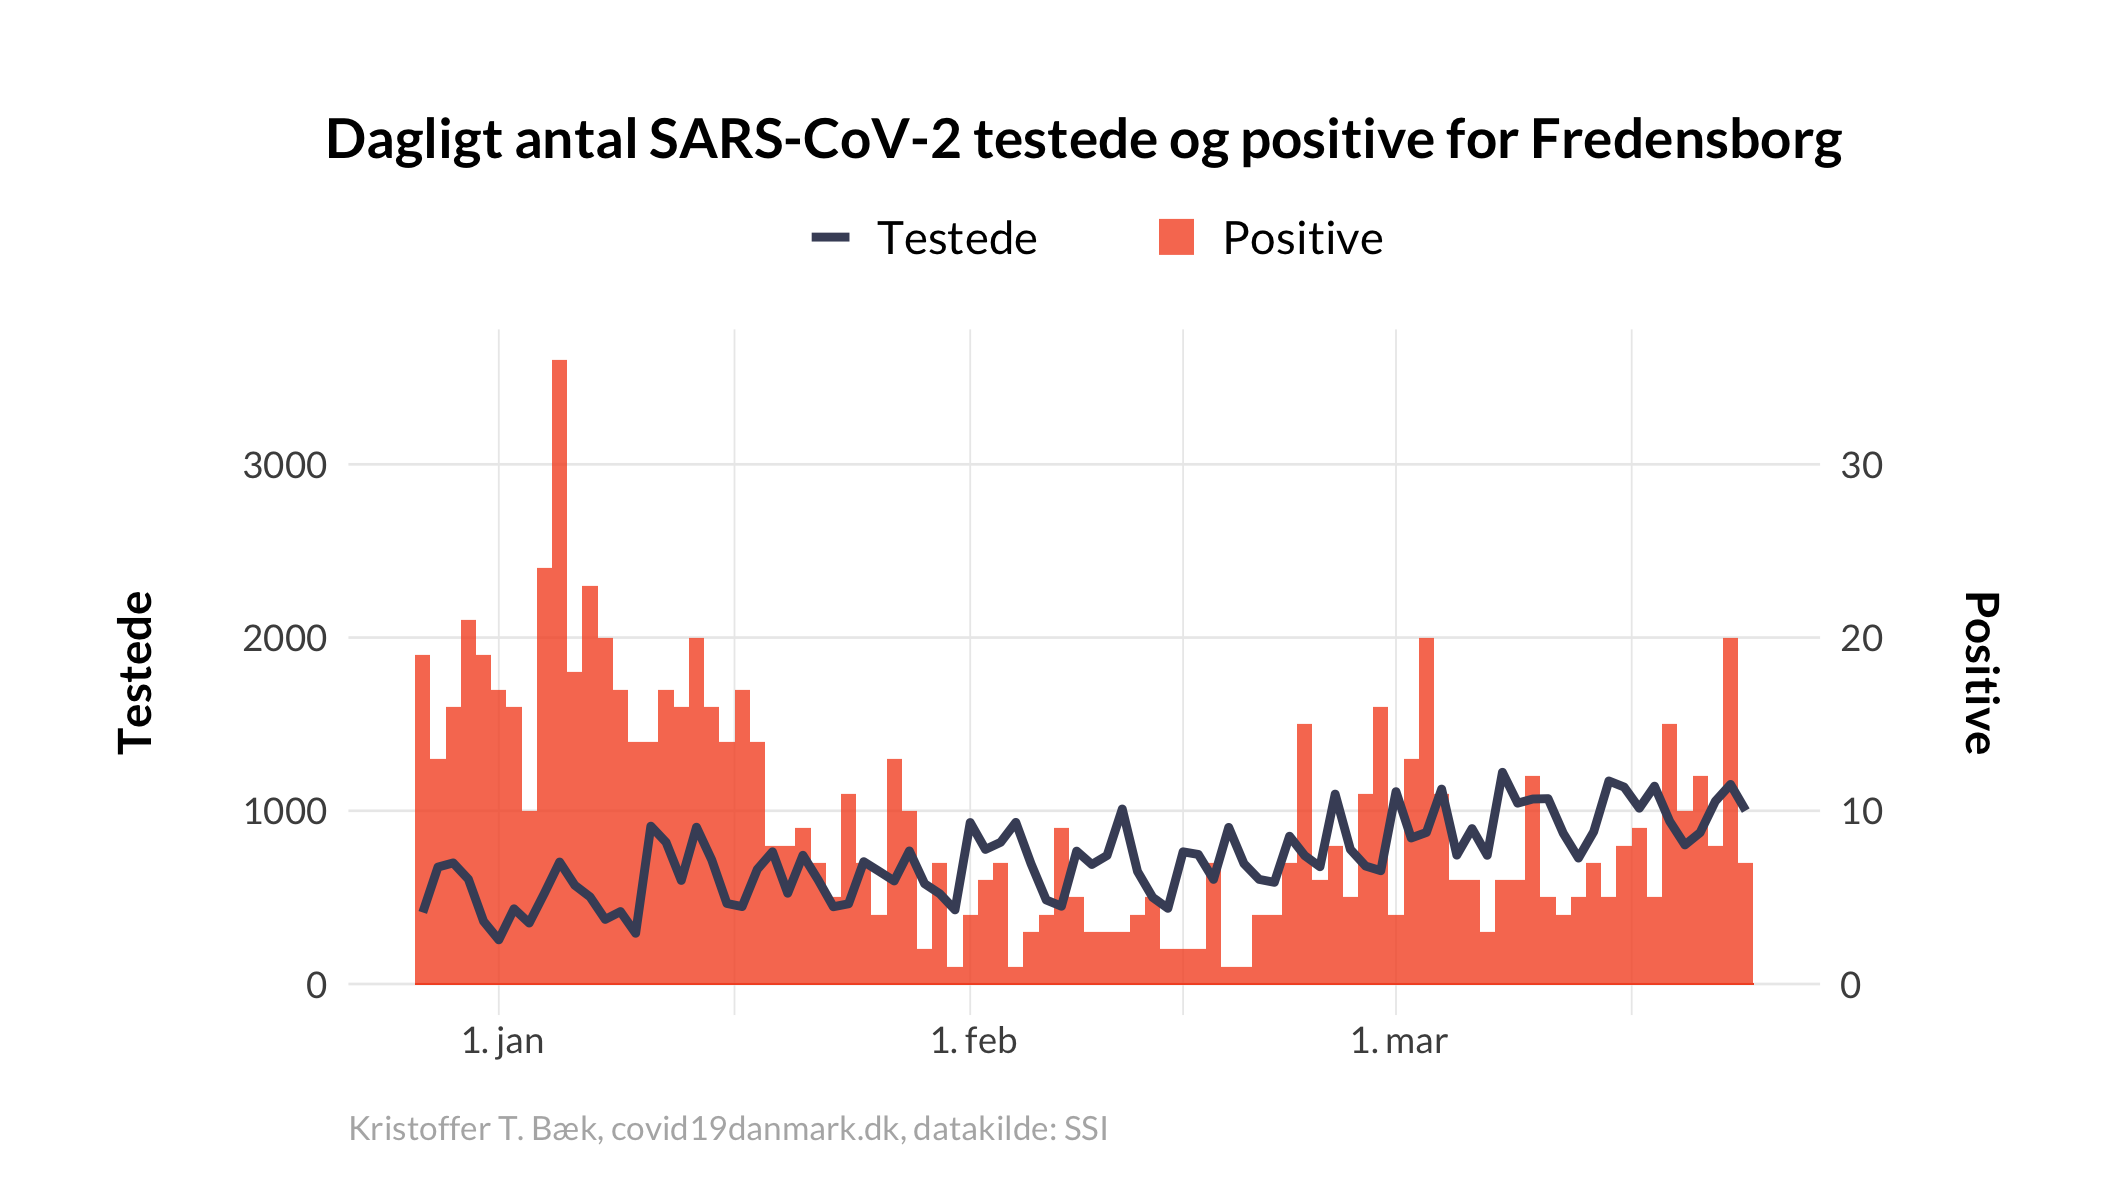 Dagligt antal SARS-CoV-2 testede og positive for Fredensborg
Testede Positive
3000 30
2000 20
1000 10
0 0
Testede
Positive
1. jan 1. feb 1. mar
Kristoffer T. Bæk, covid19danmark.dk, datakilde: SSI